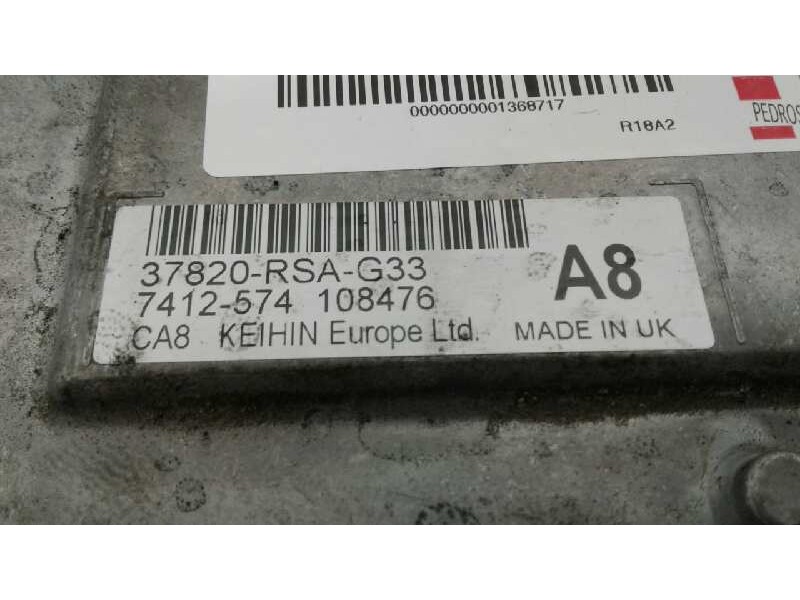 0000000001368717
R18A2
PEDROS
37820-RSA-G33
A8
7412-574 108476
CA8 KEIHIN Europe Ltd. MADE IN UK